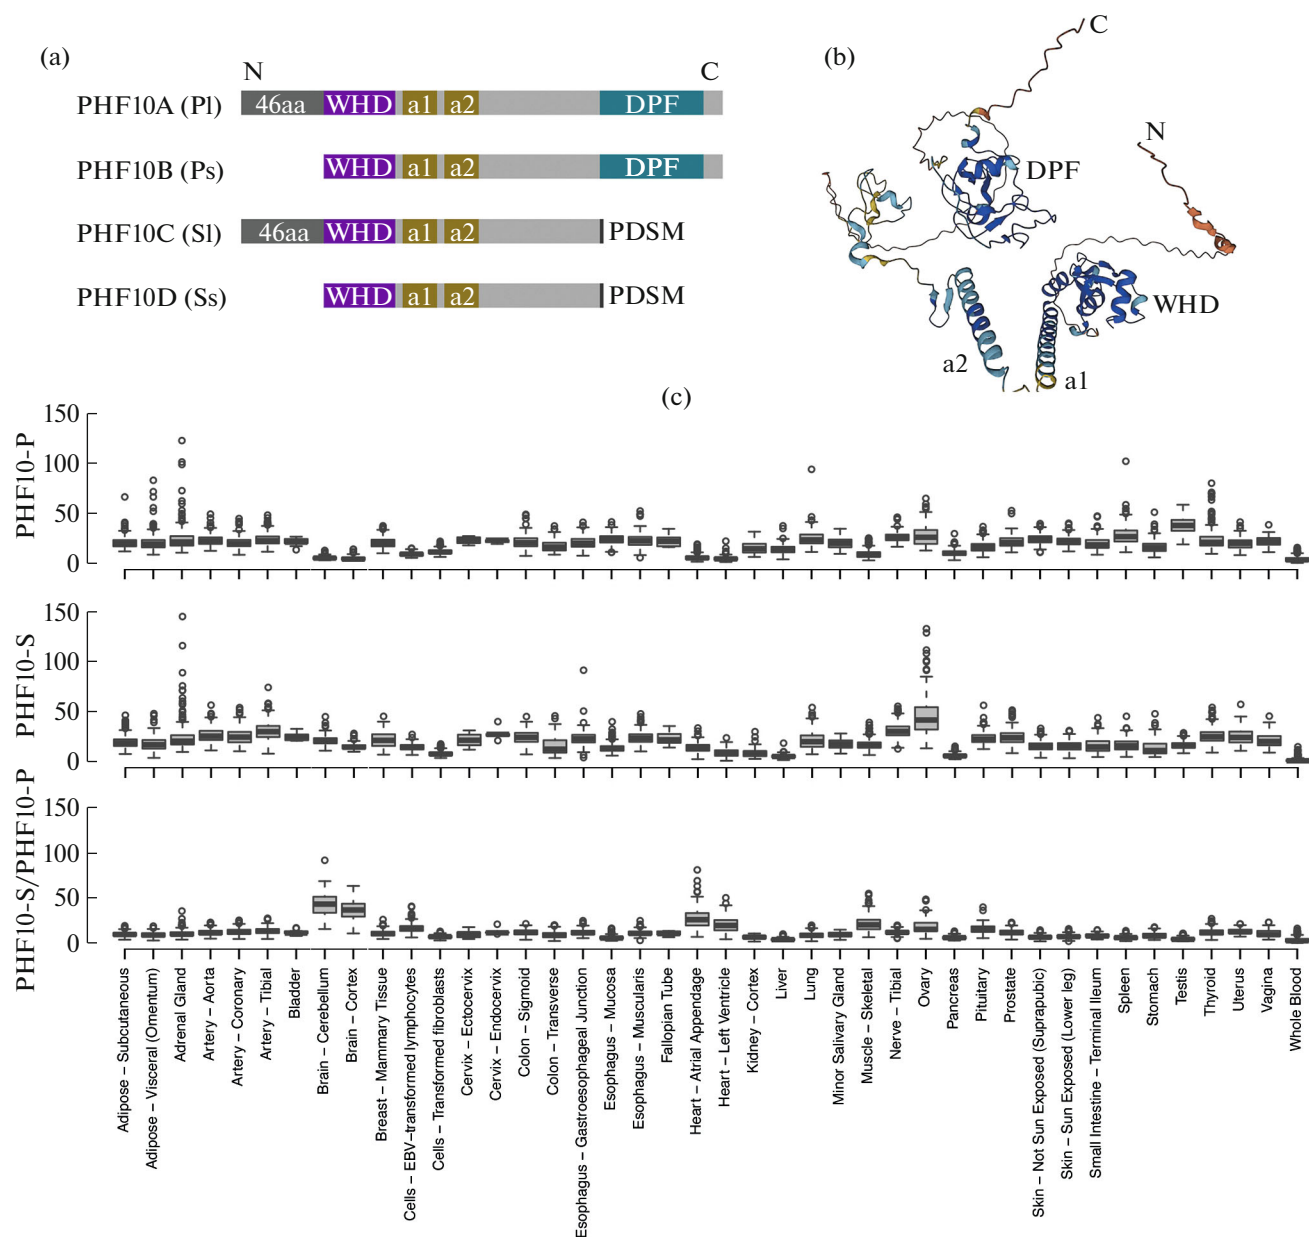 (a)
N
C
PHF10A (Pl)
46aa WHD a1 a2 DPF
PHF10B (Ps)
WHD a1 a2 DPF
PHF10C (Sl)
46aa WHD a1 a2 PDSM
PHF10D (Ss)
WHD a1 a2 PDSM
(b)
C
N
DPF
WHD
a2
a1
(c)
PHF10-P
150
100
50
0
PHF10-S
150
100
50
0
PHF10-S/PHF10-P
150
100
50
0
Adipose – Subcutaneous
Adipose – Visceral (Omentum)
Adrenal Gland
Artery – Aorta
Artery – Coronary
Artery – Tibial
Bladder
Brain – Cerebellum
Brain – Cortex
Breast – Mammary Tissue
Cells – EBV–transformed lymphocytes
Cells – Transformed fibroblasts
Cervix – Ectocervix
Cervix – Endocervix
Colon – Sigmoid
Colon – Transverse
Esophagus – Gastroesophageal Junction
Esophagus – Mucosa
Esophagus – Muscularis
Fallopian Tube
Heart – Atrial Appendage
Heart – Left Ventricle
Kidney – Cortex
Liver
Lung
Minor Salivary Gland
Muscle – Skeletal
Nerve – Tibial
Ovary
Pancreas
Pituitary
Prostate
Skin – Not Sun Exposed (Suprapubic)
Skin – Sun Exposed (Lower leg)
Small Intestine – Terminal Ileum
Spleen
Stomach
Testis
Thyroid
Uterus
Vagina
Whole Blood